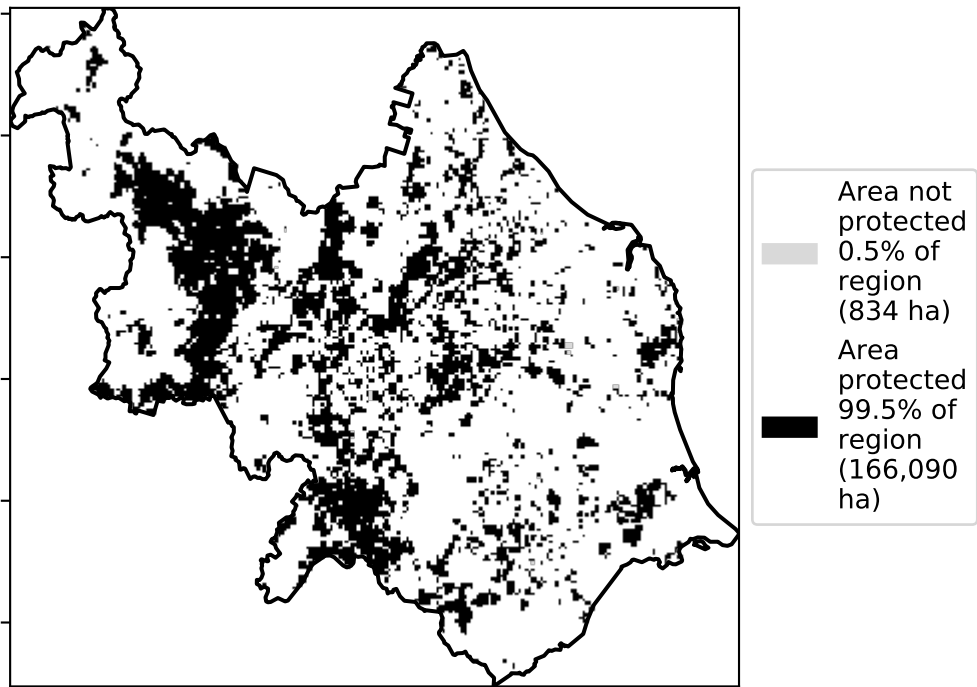 Area not
protected
0.5% of
region
(834 ha)
Area
protected
99.5% of
region
(166,090
ha)